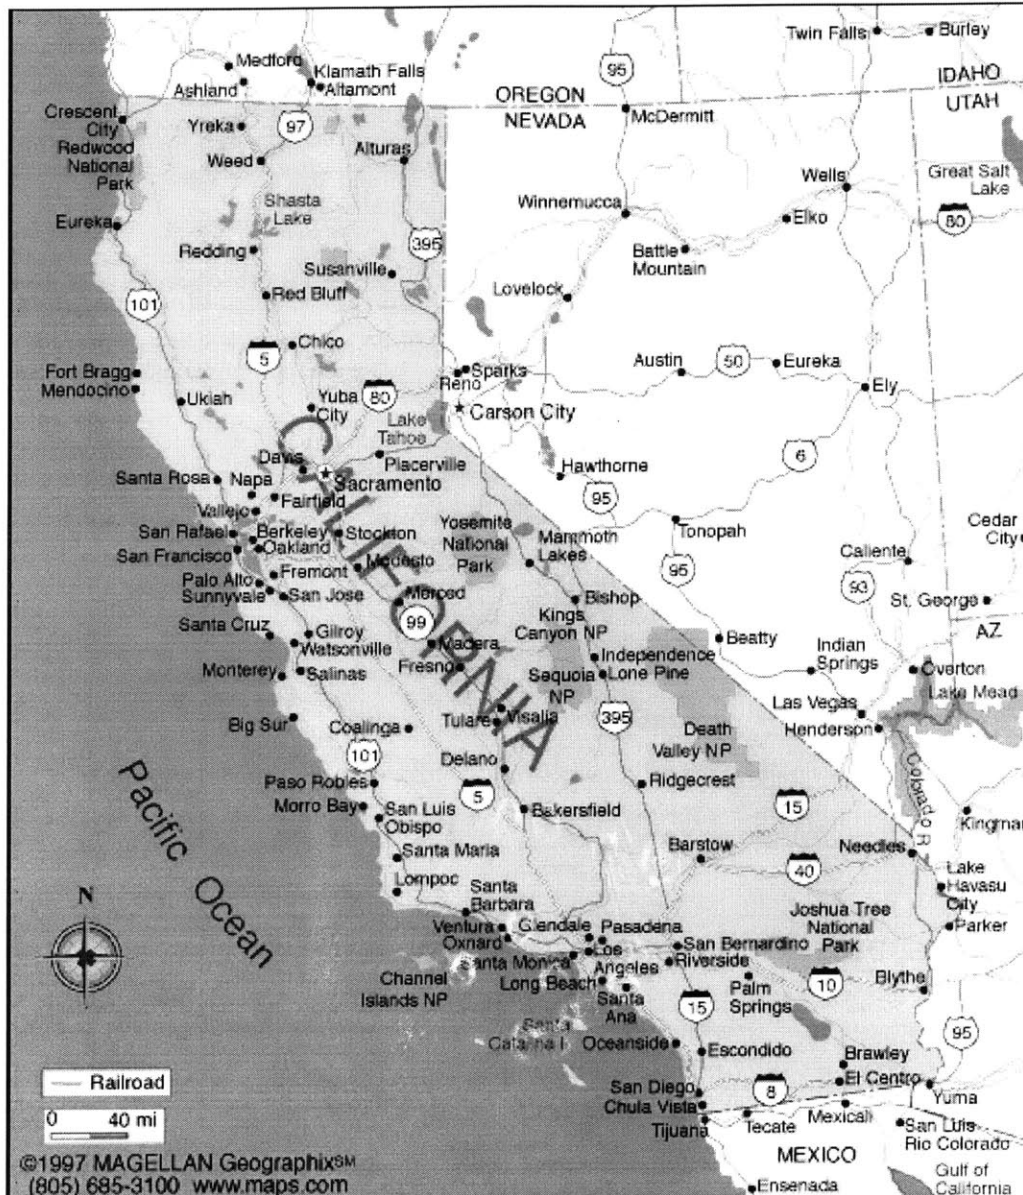 Twin Falls
Burley
95
IDAHO
UTAH
Medford
Klamath Falls
Ashland
Altamont
OREGON
NEVADA
McDermitt
Crescent
City
Redwood
National
Park
Yreka
97
Weed
Alturas
Wells
Great Salt
Lake
80
Shasta
Lake
Winnemucca
Elko
Eureka
Redding
395
Battle
Mountain
Susanville
Lovelock
101
Red Bluff
5
Chico
Austin
50
Eureka
Fort Bragg
Mendocino
Sparks
Reno
Ely
Ukiah
Yuba
City
80
Lake
Tahoe
Carson City
CALIFORNIA
6
Davis
Placerville
Hawthorne
Santa Rosa
Napa
Sacramento
95
Fairfield
Vallejo
Tonopah
Cedar
City
San Rafael
Berkeley
Stockton
Yosemite
National
Park
Mammoth
Lakes
San Francisco
Oakland
Modesto
Caliente
Palo Alto
Fremont
95
93
Sunnyvale
San Jose
Merced
Bishop
St. George
AZ
Santa Cruz
Gilroy
99
Kings
Canyon NP
Watsonville
Madera
Beatty
Indian
Springs
Monterey
Salinas
Fresno
Independence
Sequoia
NP
Lone Pine
Overton
Lake Mead
Big Sur
Coalinga
Tulare
Visalia
395
Death
Valley NP
Las Vegas
Henderson
101
Delano
Colorado R
Pacific Ocean
Paso Robles
5
Ridgecrest
15
Morro Bay
San Luis
Obispo
Bakersfield
Kingman
Santa Maria
Barstow
40
Needles
Lompoc
Lake
Havasu
City
N
Santa
Barbara
Joshua Tree
National
Park
Ventura
Glendale
Pasadena
Parker
Oxnard
Los
Angeles
San Bernardino
Santa Monica
Riverside
Channel
Islands NP
Long Beach
Palm
Springs
10
Blythe
Santa
Ana
15
Santa
Catalina I
Oceanside
Escondido
95
Brawley
Railroad
San Diego
8
El Centro
Yuma
0 40 mi
Chula Vista
Mexicali
Tijuana
Tecate
San Luis
Rio Colorado
MEXICO
©1997 MAGELLAN Geographix℠
(805) 685-3100 www.maps.com
Ensenada
Gulf of
California